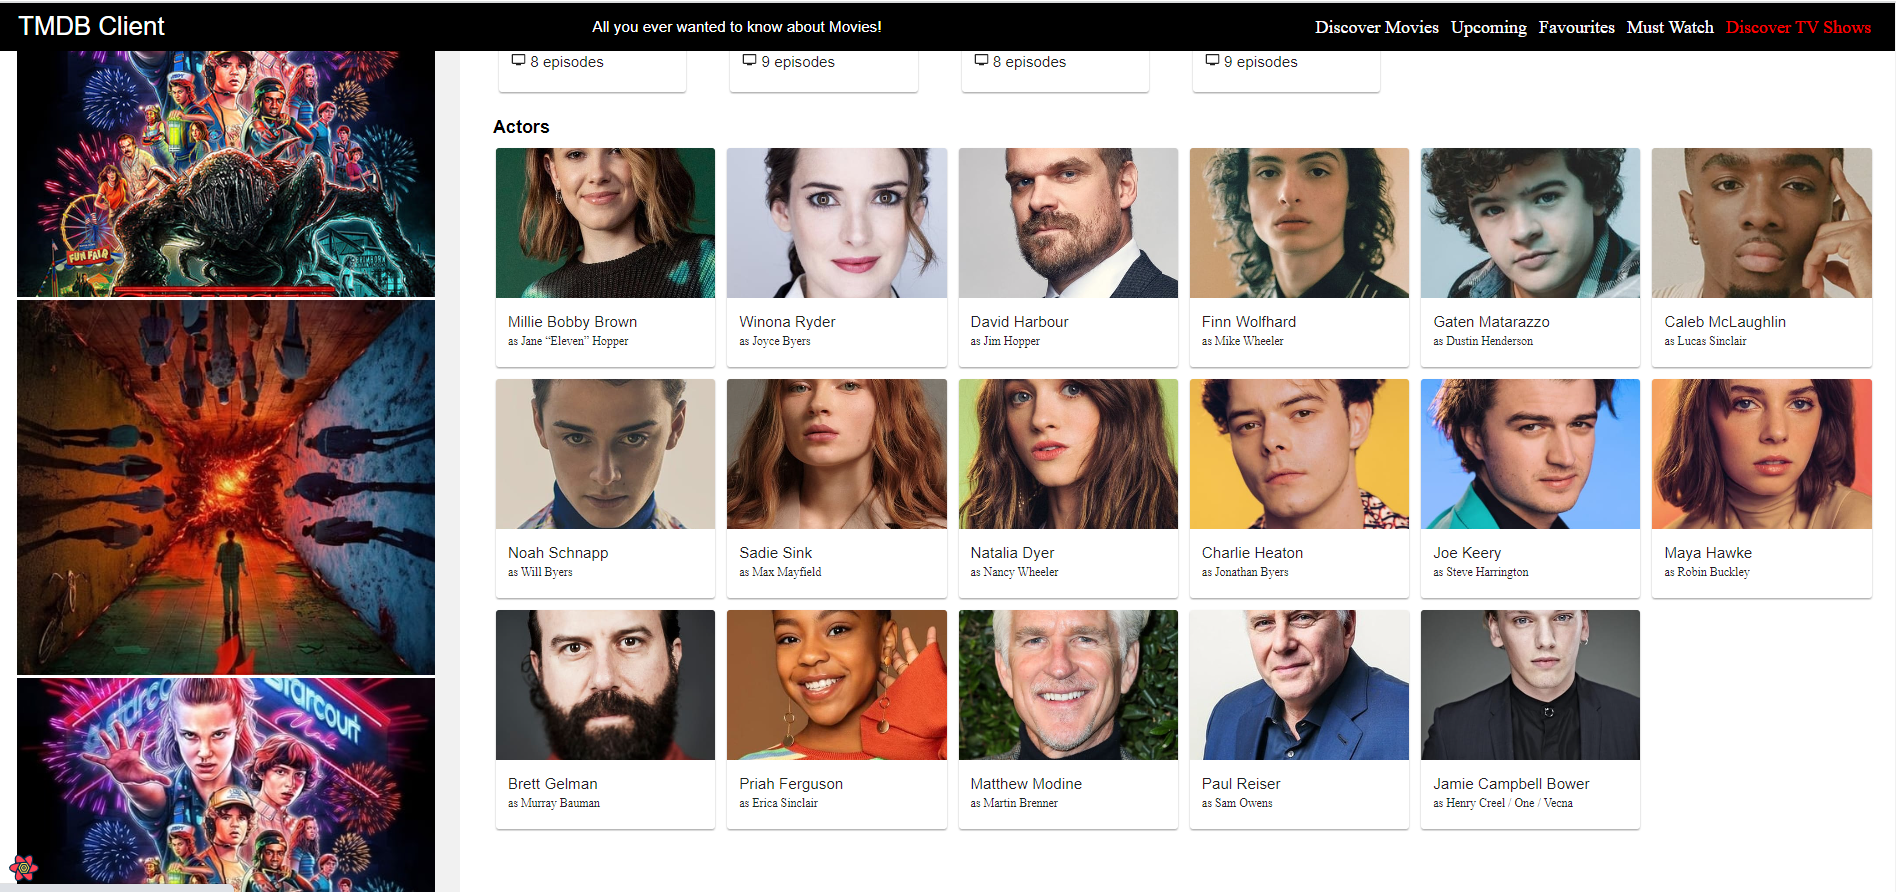 TMDB Client
All you ever wanted to know about Movies!
Discover Movies Upcoming Favourites Must Watch Discover TV Shows
8 episodes
9 episodes
8 episodes
9 episodes
FUN FAIR
Starcourt
Actors
Millie Bobby Brown
as Jane “Eleven” Hopper
Winona Ryder
as Joyce Byers
David Harbour
as Jim Hopper
Finn Wolfhard
as Mike Wheeler
Gaten Matarazzo
as Dustin Henderson
Caleb McLaughlin
as Lucas Sinclair
Noah Schnapp
as Will Byers
Sadie Sink
as Max Mayfield
Natalia Dyer
as Nancy Wheeler
Charlie Heaton
as Jonathan Byers
Joe Keery
as Steve Harrington
Maya Hawke
as Robin Buckley
Brett Gelman
as Murray Bauman
Priah Ferguson
as Erica Sinclair
Matthew Modine
as Martin Brenner
Paul Reiser
as Sam Owens
Jamie Campbell Bower
as Henry Creel / One / Vecna